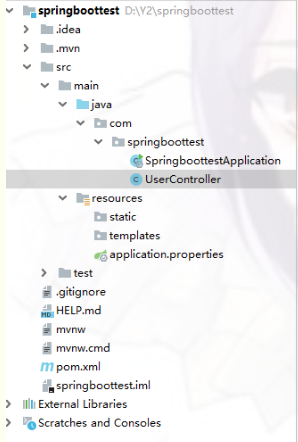 springboottest D:\Y2\springboottest
.idea
.mvn
src
main
java
com
springboottest
SpringboottestApplication
UserController
resources
static
templates
application.properties
test
.gitignore
HELP.md
mvnw
mvnw.cmd
pom.xml
springboottest.iml
External Libraries
Scratches and Consoles